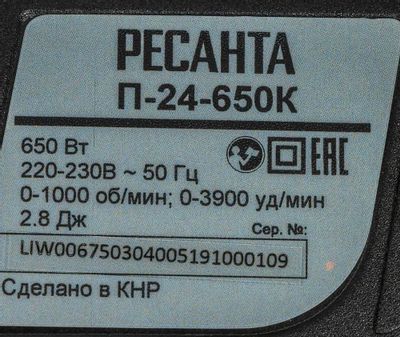 РЕСАНТА
П-24-650К
650 Вт
220-230В ~ 50 Гц
0-1000 об/мин; 0-3900 уд/мин
2.8 Дж
Сер. №:
LIW006750304005191000109
Сделано в КНР
EAC